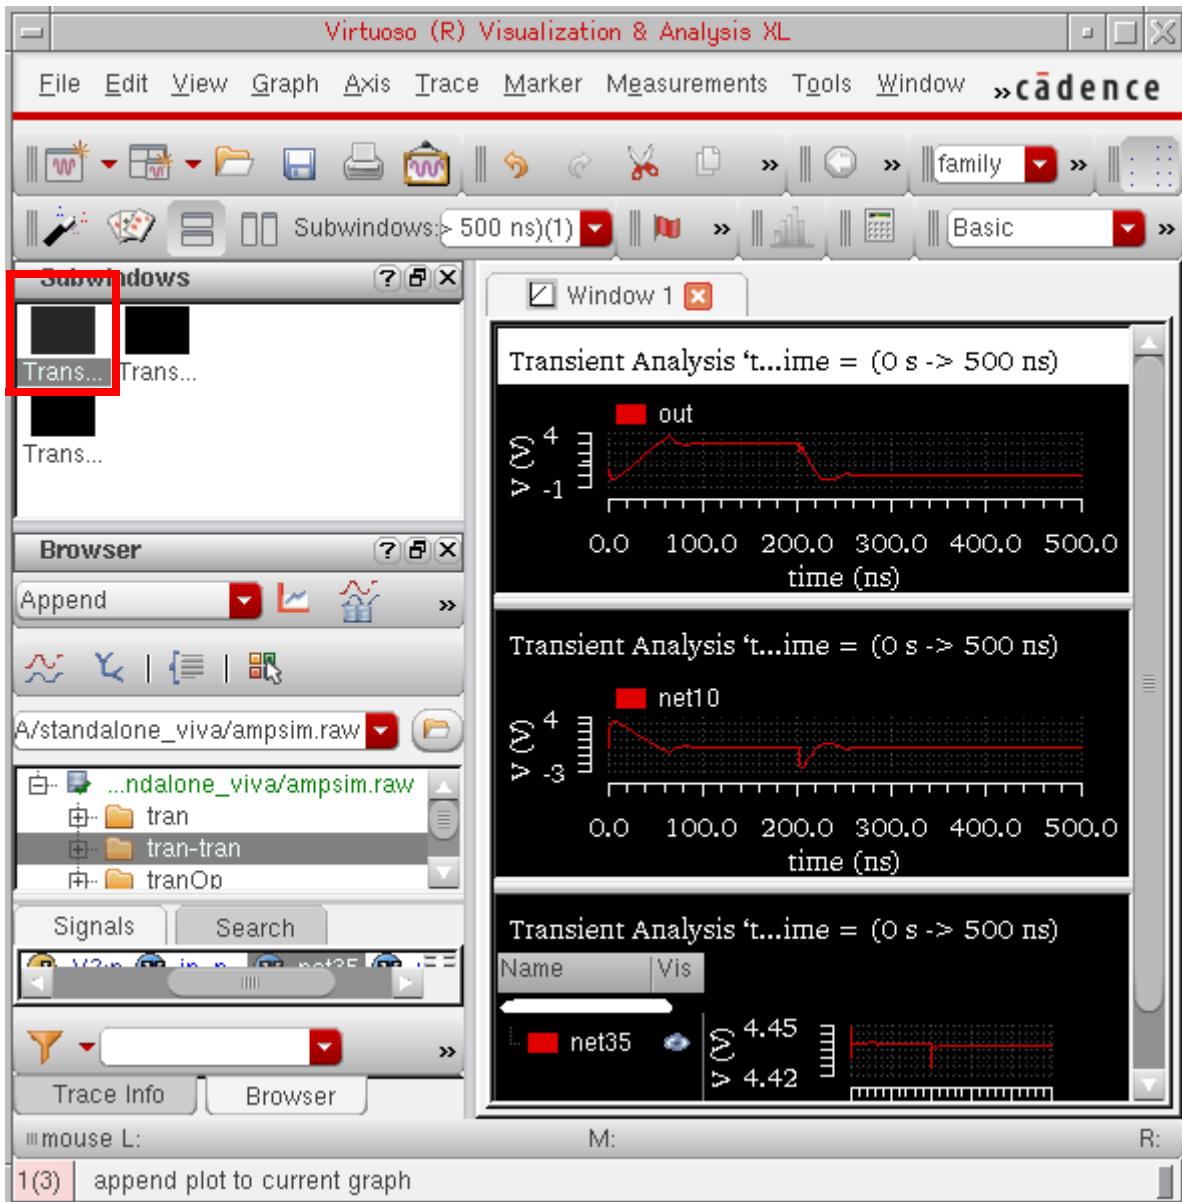 Virtuoso (R) Visualization & Analysis XL
File Edit View Graph Axis Trace Marker Measurements Tools Window » cādence
» » family »
Subwindows: > 500 ns)(1) » Basic »
Subwindows
Trans... Trans...
Trans...
Browser
Append »
A/standalone_viva/ampsim.raw
...ndalone_viva/ampsim.raw
tran
tran-tran
tranOp
Signals Search
net35
»
Trace Info Browser
Window 1
Transient Analysis ‘t...ime = (0 s -> 500 ns)
out
V (V)
4
-1
0.0 100.0 200.0 300.0 400.0 500.0
time (ns)
Transient Analysis ‘t...ime = (0 s -> 500 ns)
net10
V (V)
4
-3
0.0 100.0 200.0 300.0 400.0 500.0
time (ns)
Transient Analysis ‘t...ime = (0 s -> 500 ns)
Name Vis
net35
V (V)
4.45
4.42
mouse L: M: R:
1(3) append plot to current graph